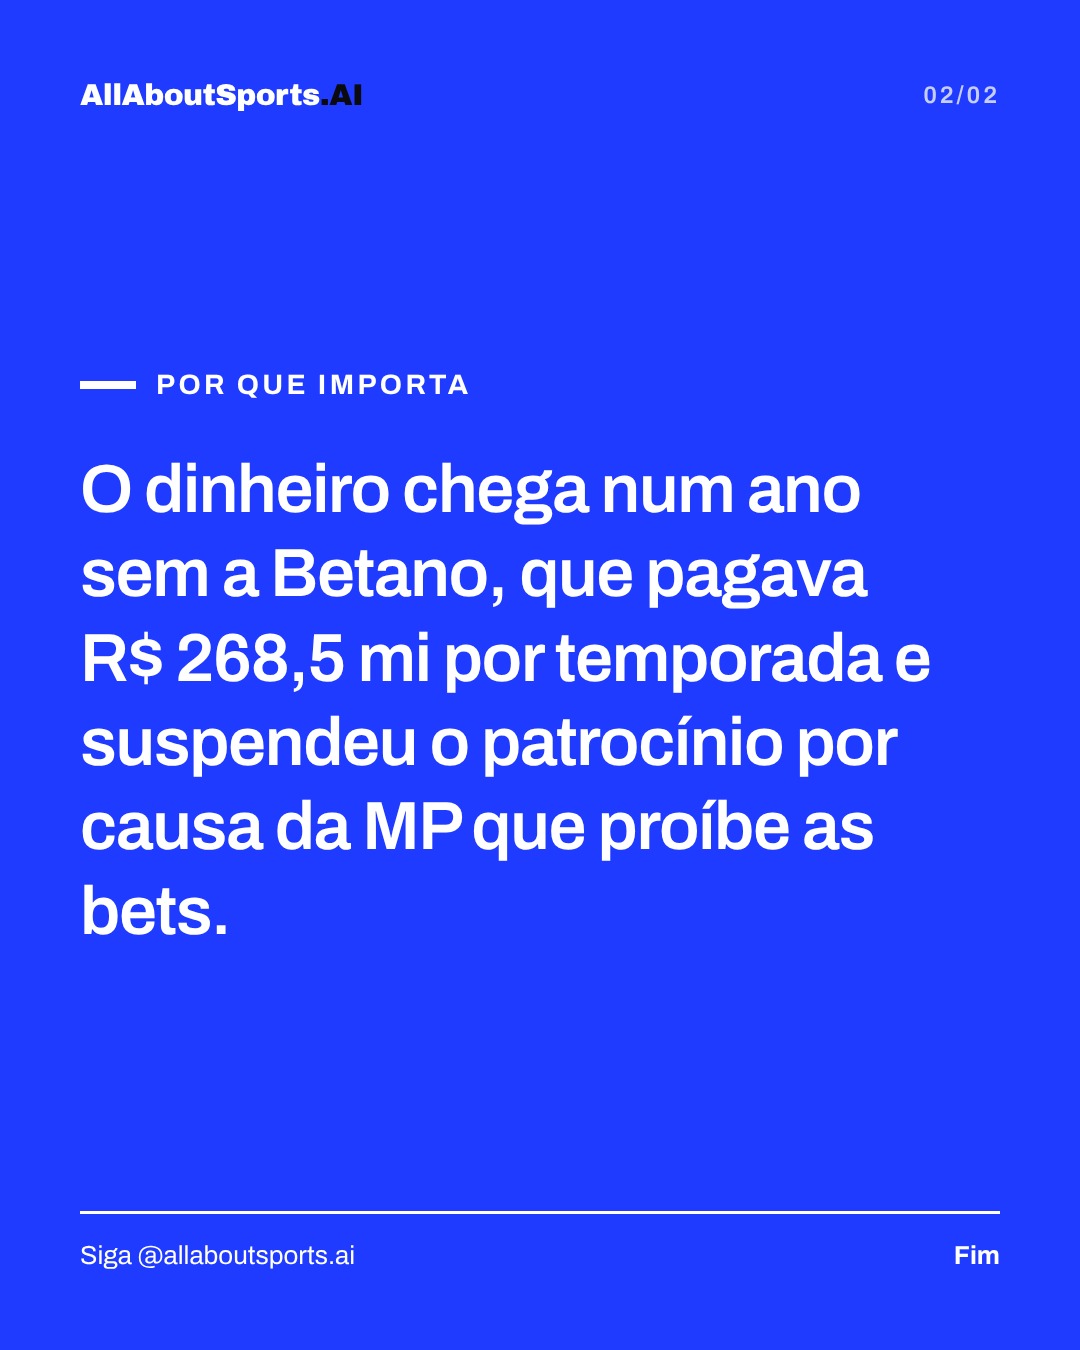 AllAboutSports.AI
02/02
POR QUE IMPORTA
O dinheiro chega num ano
sem a Betano, que pagava
R$ 268,5 mi por temporada e
suspendeu o patrocínio por
causa da MP que proíbe as
bets.
Siga @allaboutsports.ai
Fim